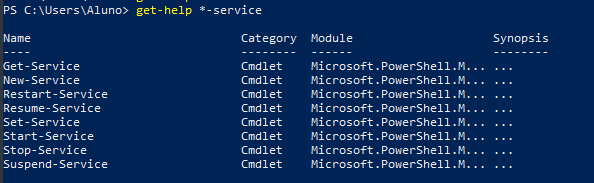 PS C:\Users\Aluno> get-help *-service
Name Category Module Synopsis
---- -------- ------ --------
Get-Service Cmdlet Microsoft.PowerShell.M... ...
New-Service Cmdlet Microsoft.PowerShell.M... ...
Restart-Service Cmdlet Microsoft.PowerShell.M... ...
Resume-Service Cmdlet Microsoft.PowerShell.M... ...
Set-Service Cmdlet Microsoft.PowerShell.M... ...
Start-Service Cmdlet Microsoft.PowerShell.M... ...
Stop-Service Cmdlet Microsoft.PowerShell.M... ...
Suspend-Service Cmdlet Microsoft.PowerShell.M... ...